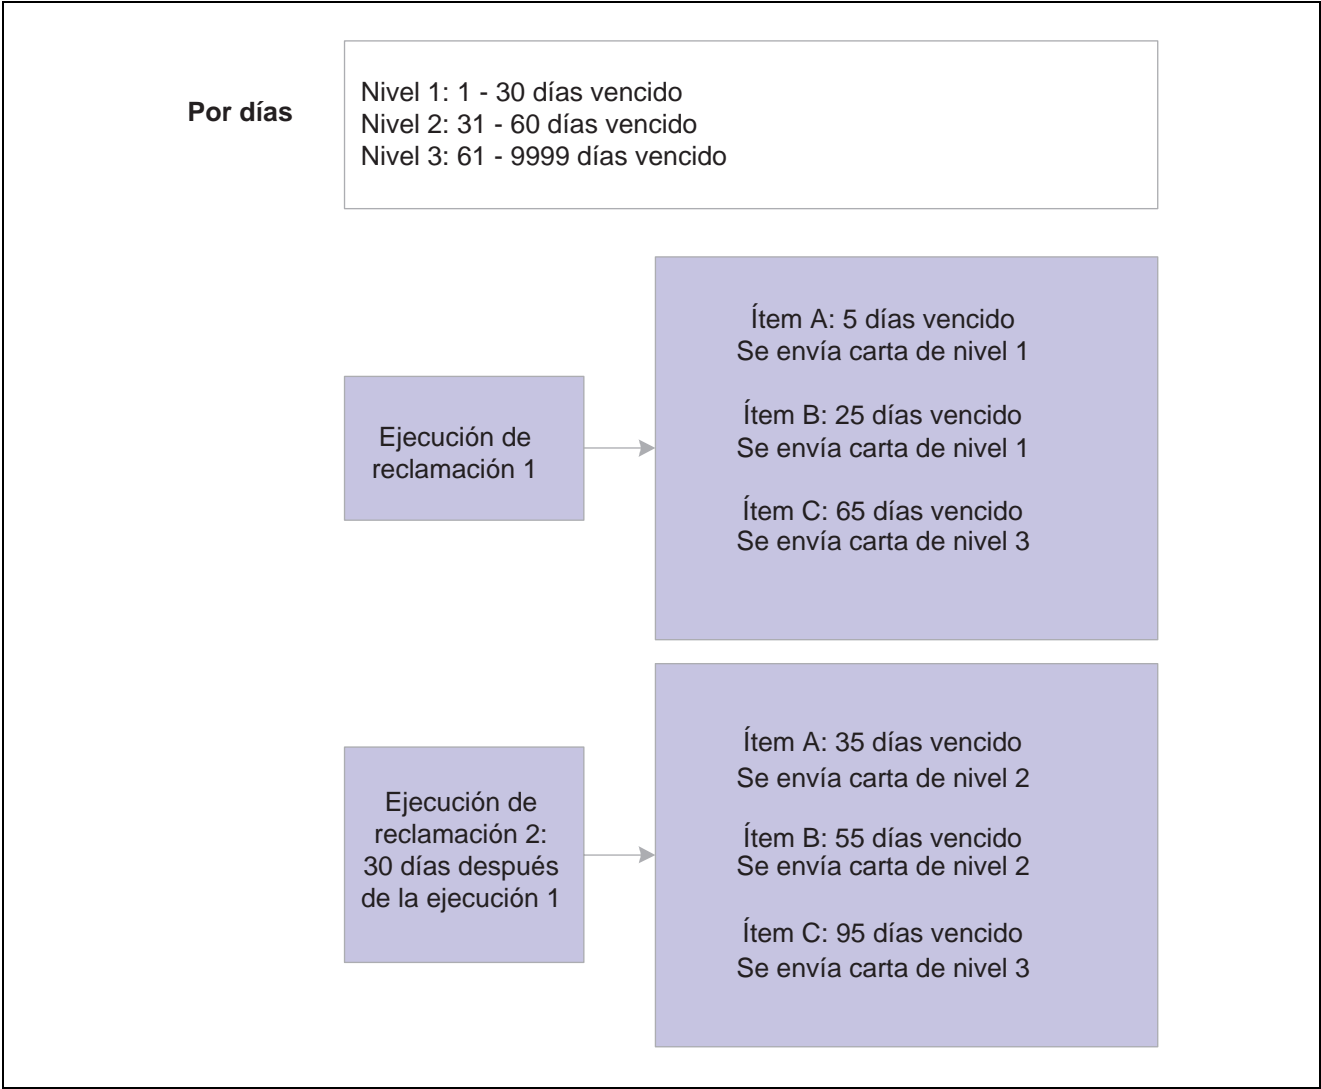 Por días
Nivel 1: 1 - 30 días vencido
Nivel 2: 31 - 60 días vencido
Nivel 3: 61 - 9999 días vencido
Ejecución de
reclamación 1
Ítem A: 5 días vencido
Se envía carta de nivel 1
Ítem B: 25 días vencido
Se envía carta de nivel 1
Ítem C: 65 días vencido
Se envía carta de nivel 3
Ejecución de
reclamación 2:
30 días después
de la ejecución 1
Ítem A: 35 días vencido
Se envía carta de nivel 2
Ítem B: 55 días vencido
Se envía carta de nivel 2
Ítem C: 95 días vencido
Se envía carta de nivel 3